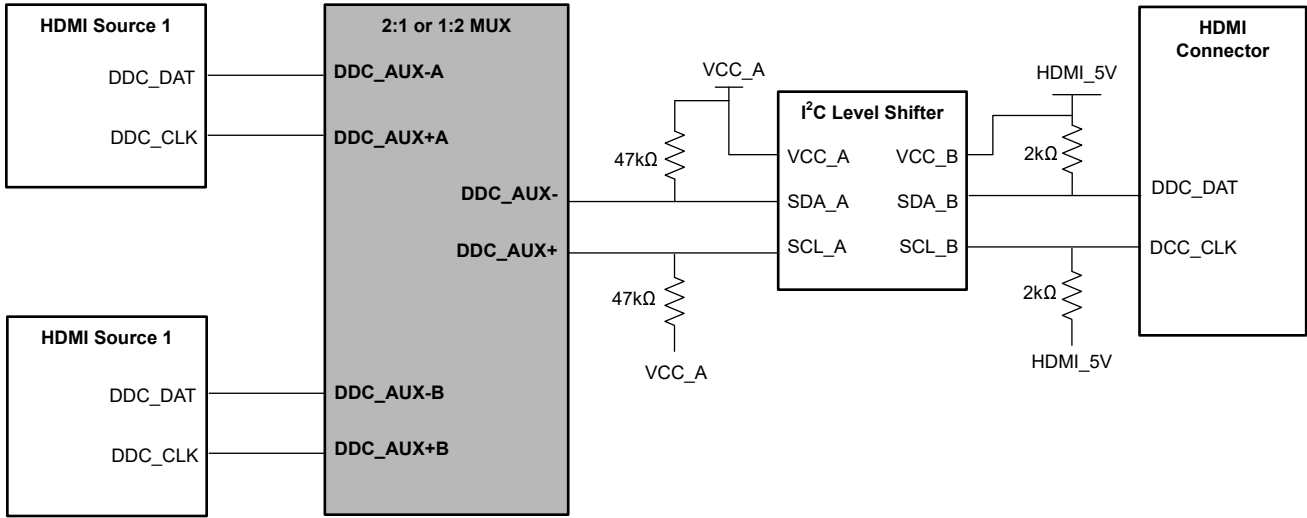 HDMI Source 1
DDC_DAT
DDC_CLK
2:1 or 1:2 MUX
DDC_AUX-A
DDC_AUX+A
DDC_AUX-
DDC_AUX+
DDC_AUX-B
DDC_AUX+B
HDMI Source 1
DDC_DAT
DDC_CLK
VCC_A
47kΩ
47kΩ
VCC_A
I²C Level Shifter
VCC_A
VCC_B
SDA_A
SDA_B
SCL_A
SCL_B
HDMI_5V
2kΩ
2kΩ
HDMI_5V
HDMI
Connector
DDC_DAT
DCC_CLK